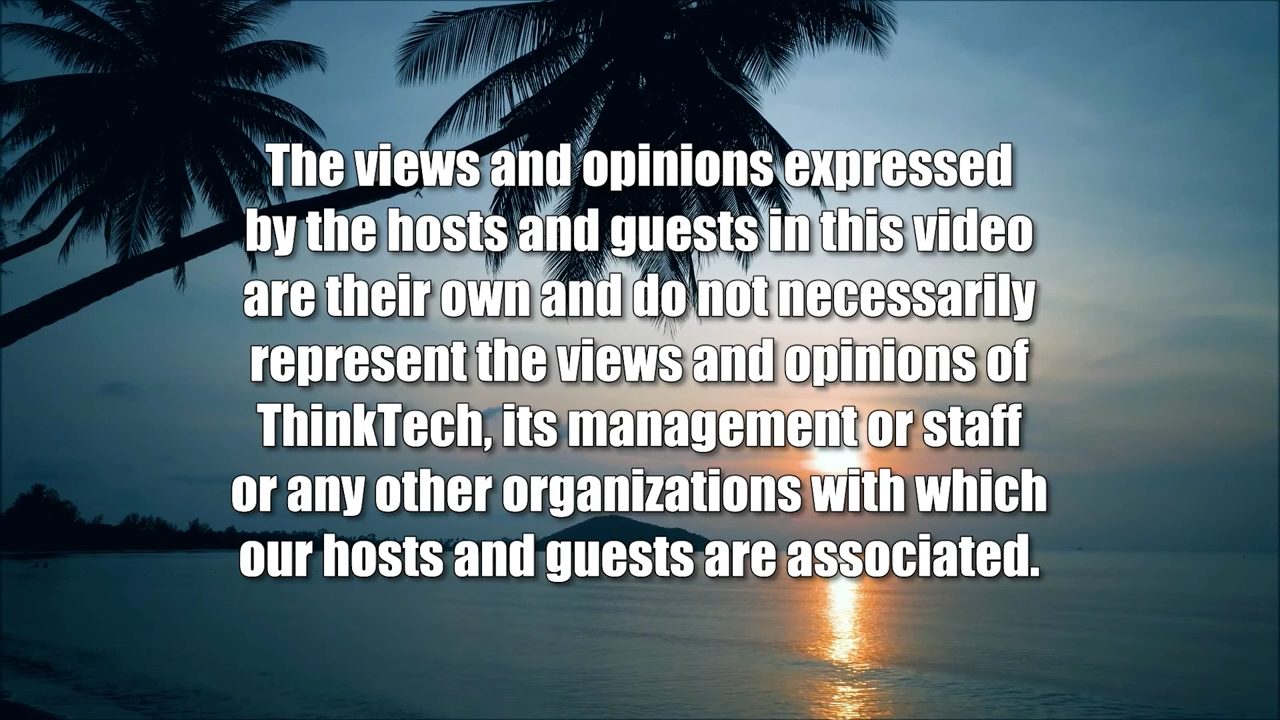 The views and opinions expressed
by the hosts and guests in this video
are their own and do not necessarily
represent the views and opinions of
ThinkTech, its management or staff
or any other organizations with which
our hosts and guests are associated.